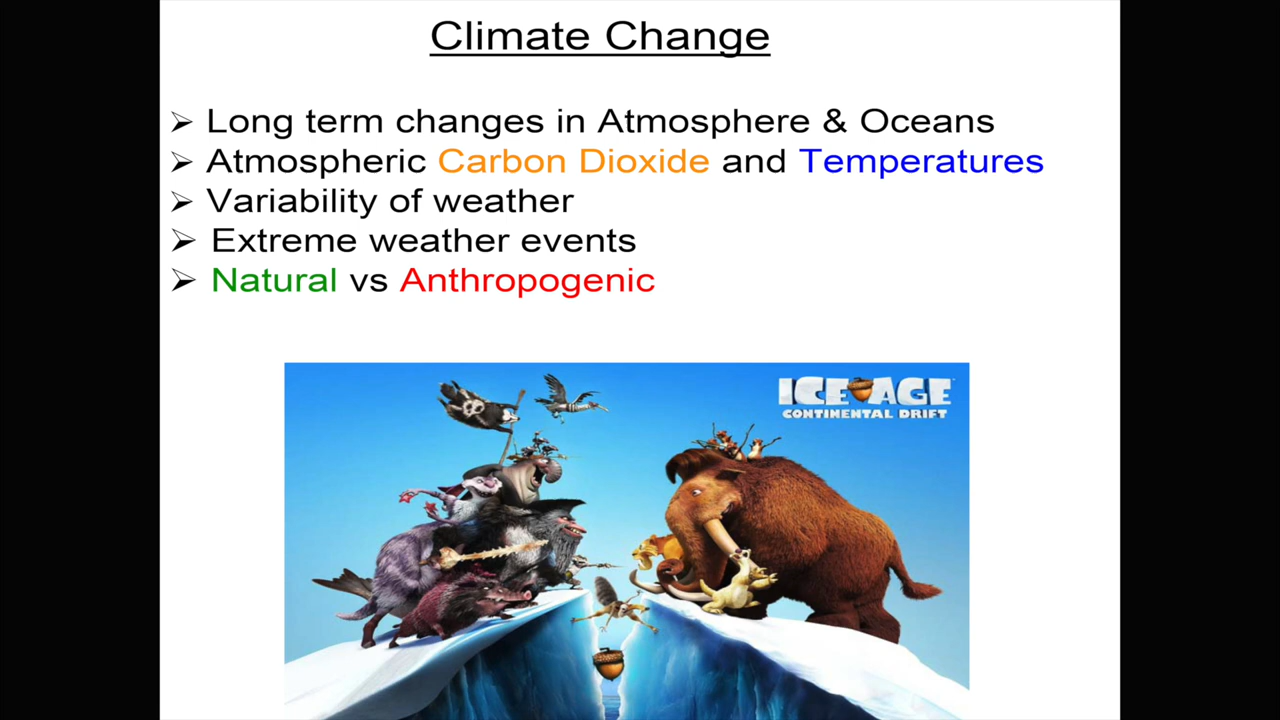 Climate Change
➢ Long term changes in Atmosphere & Oceans
➢ Atmospheric Carbon Dioxide and Temperatures
➢ Variability of weather
➢ Extreme weather events
➢ Natural vs Anthropogenic
ICE AGE
CONTINENTAL DRIFT